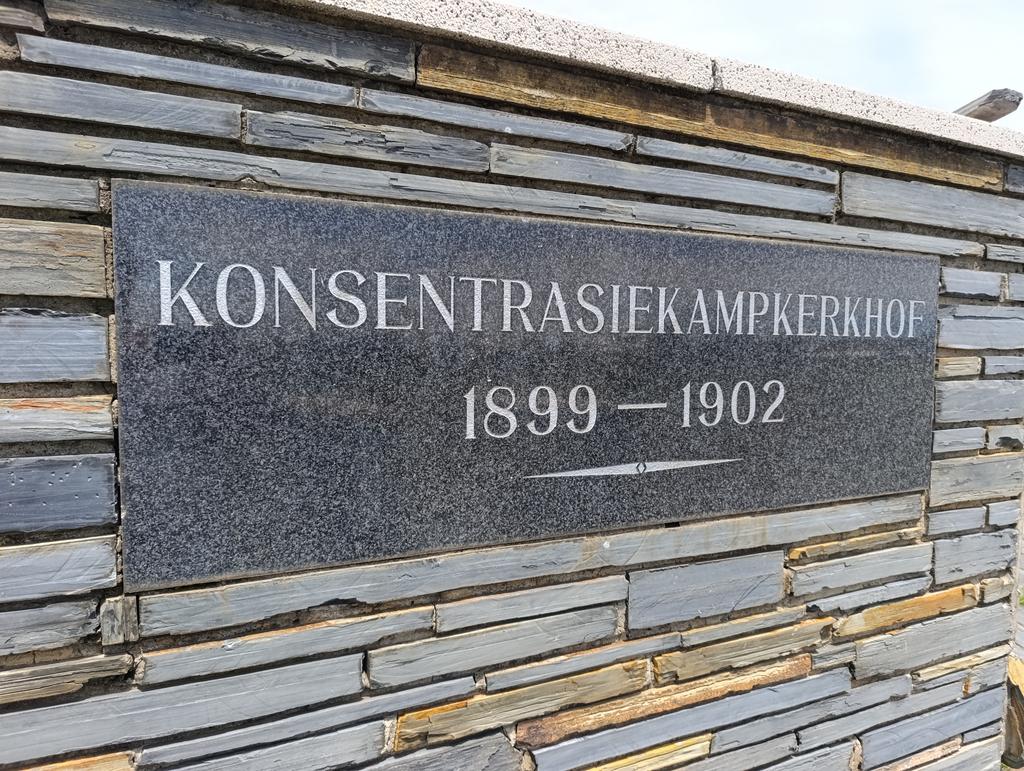 KONSENTRASIEKAMPKERKHOF
1899 — 1902